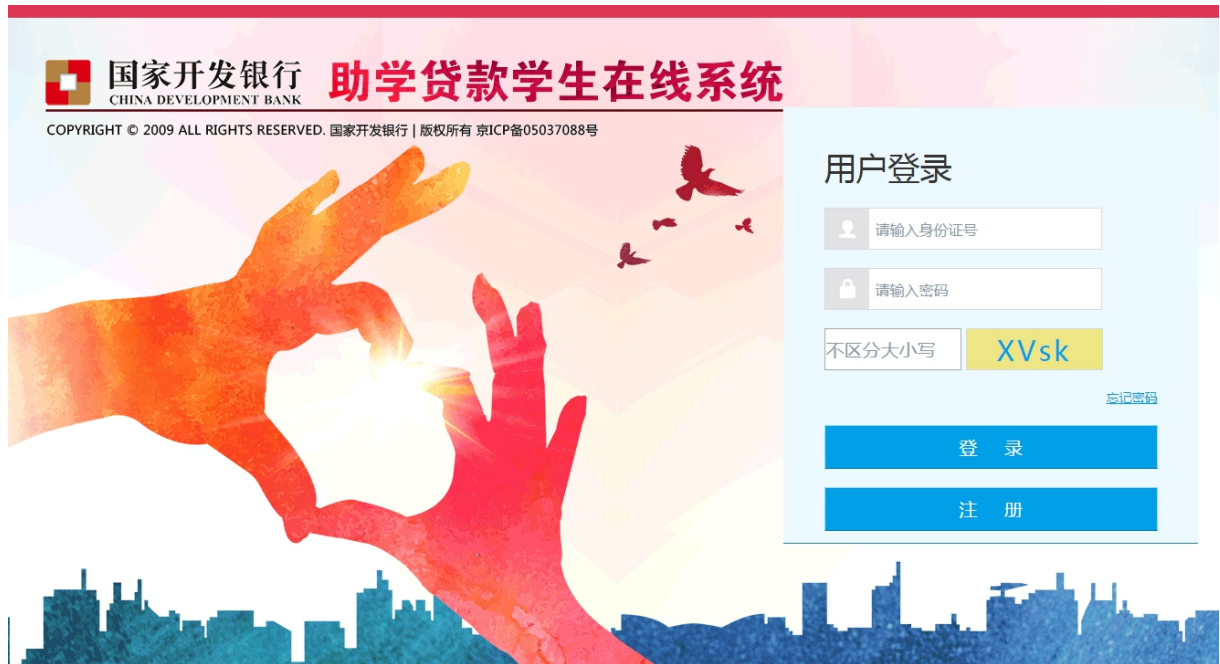 国家开发银行 助学贷款学生在线系统
CHINA DEVELOPMENT BANK
COPYRIGHT © 2009 ALL RIGHTS RESERVED. 国家开发银行 | 版权所有 京ICP备05037088号
用户登录
请输入身份证号
请输入密码
不区分大小写 XVsk
忘记密码
登 录
注 册